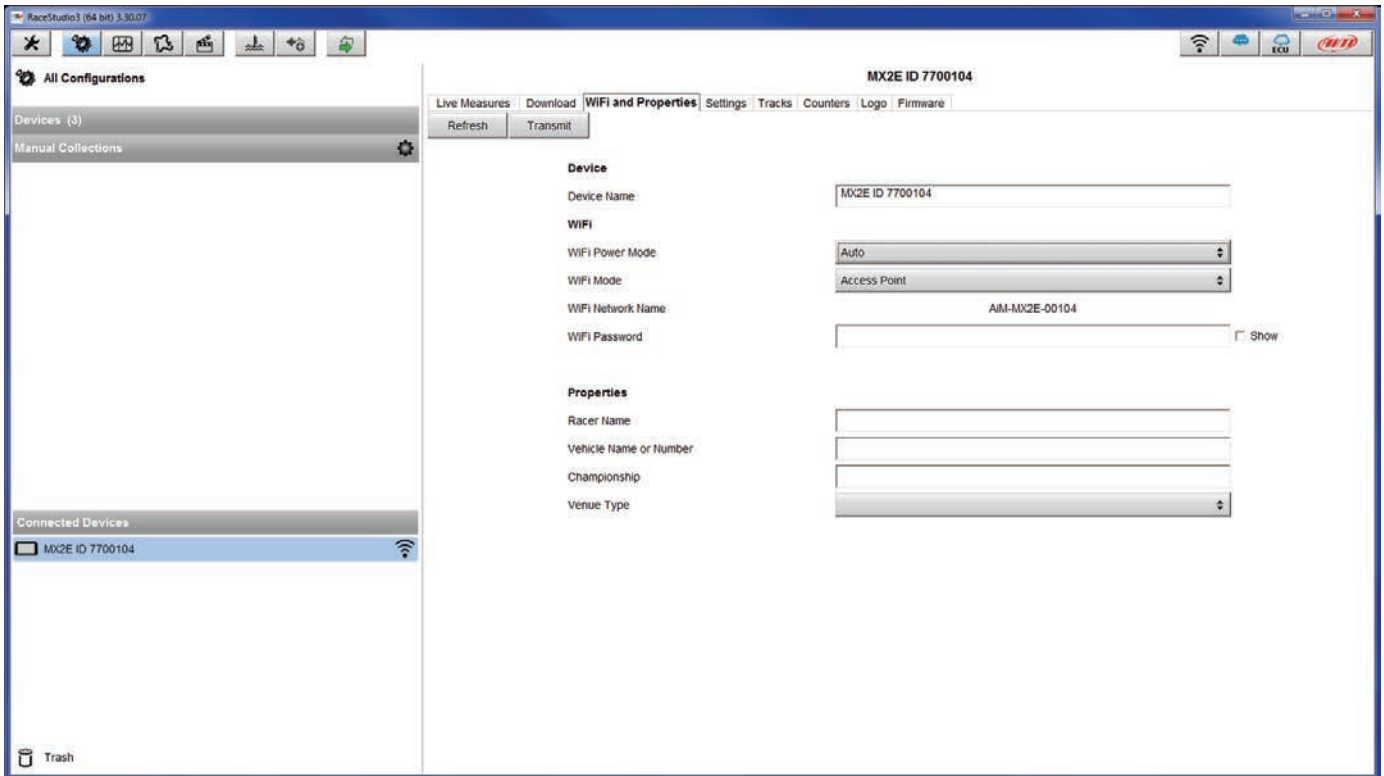 RaceStudio3 (64 bit) 3.30.07
ECU
AiM
All Configurations
Devices (3)
Manual Collections
Connected Devices
MX2E ID 7700104
Trash
MX2E ID 7700104
Live Measures Download WiFi and Properties Settings Tracks Counters Logo Firmware
Refresh Transmit
Device
Device Name MX2E ID 7700104
WiFi
WiFi Power Mode Auto
WiFi Mode Access Point
WiFi Network Name AiM-MX2E-00104
WiFi Password Show
Properties
Racer Name
Vehicle Name or Number
Championship
Venue Type